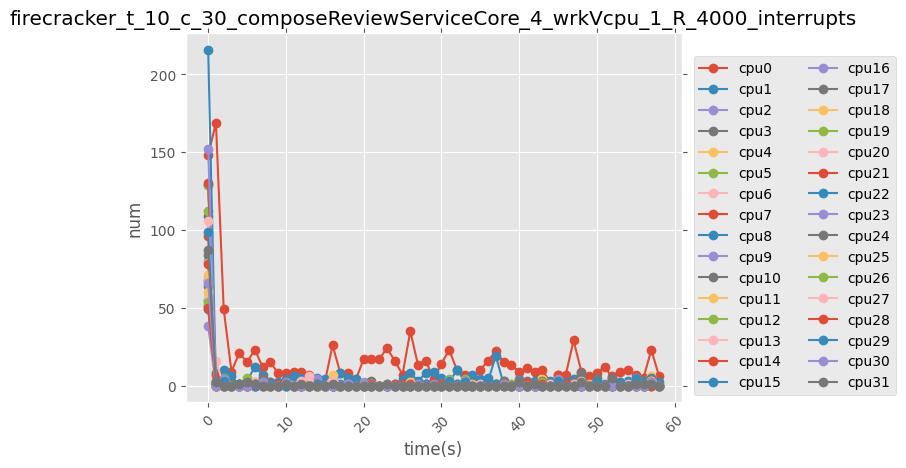 firecracker_t_10_c_30_composeReviewServiceCore_4_wrkVcpu_1_R_4000_interrupts
200
150
100
50
0
num
0 10 20 30 40 50 60
time(s)
cpu0 cpu16
cpu1 cpu17
cpu2 cpu18
cpu3 cpu19
cpu4 cpu20
cpu5 cpu21
cpu6 cpu22
cpu7 cpu23
cpu8 cpu24
cpu9 cpu25
cpu10 cpu26
cpu11 cpu27
cpu12 cpu28
cpu13 cpu29
cpu14 cpu30
cpu15 cpu31